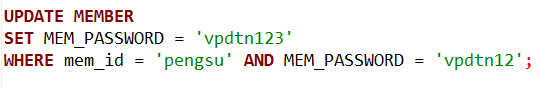 UPDATE MEMBER
SET MEM_PASSWORD = 'vpdtn123'
WHERE mem_id = 'pengsu' AND MEM_PASSWORD = 'vpdtn12';